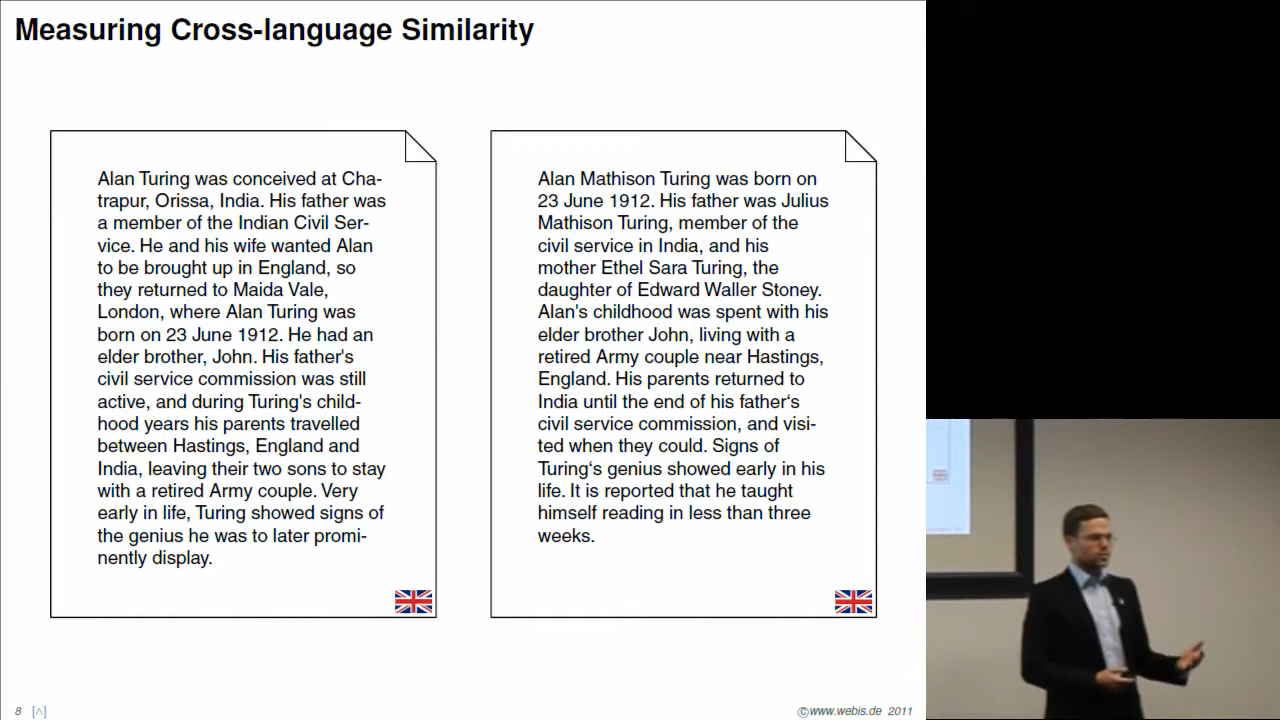 Measuring Cross-language Similarity
Alan Turing was conceived at Cha-
trapur, Orissa, India. His father was
a member of the Indian Civil Ser-
vice. He and his wife wanted Alan
to be brought up in England, so
they returned to Maida Vale,
London, where Alan Turing was
born on 23 June 1912. He had an
elder brother, John. His father's
civil service commission was still
active, and during Turing's child-
hood years his parents travelled
between Hastings, England and
India, leaving their two sons to stay
with a retired Army couple. Very
early in life, Turing showed signs of
the genius he was to later promi-
nently display.
Alan Mathison Turing was born on
23 June 1912. His father was Julius
Mathison Turing, member of the
civil service in India, and his
mother Ethel Sara Turing, the
daughter of Edward Waller Stoney.
Alan's childhood was spent with his
elder brother John, living with a
retired Army couple near Hastings,
England. His parents returned to
India until the end of his father‘s
civil service commission, and visi-
ted when they could. Signs of
Turing‘s genius showed early in his
life. It is reported that he taught
himself reading in less than three
weeks.
8 [∧]
©www.webis.de 2011